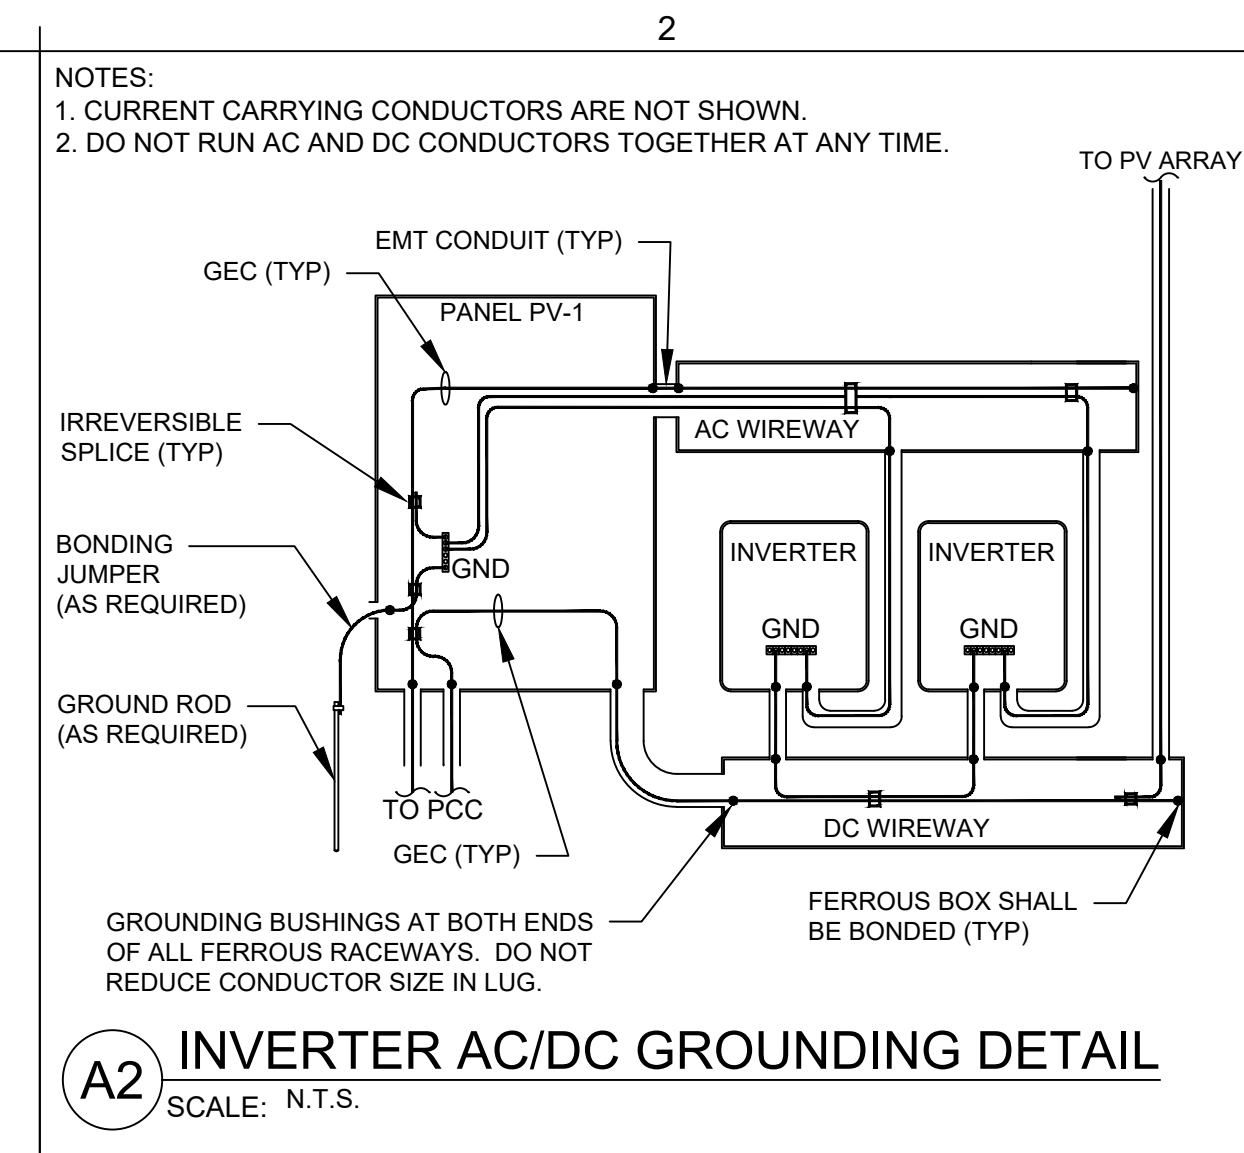 2
NOTES:
1. CURRENT CARRYING CONDUCTORS ARE NOT SHOWN.
2. DO NOT RUN AC AND DC CONDUCTORS TOGETHER AT ANY TIME.
TO PV ARRAY
EMT CONDUIT (TYP)
GEC (TYP)
PANEL PV-1
IRREVERSIBLE
SPLICE (TYP)
AC WIREWAY
BONDING
JUMPER
(AS REQUIRED)
GND
INVERTER
INVERTER
GND
GND
GROUND ROD
(AS REQUIRED)
TO PCC
GEC (TYP)
DC WIREWAY
GROUNDING BUSHINGS AT BOTH ENDS
OF ALL FERROUS RACEWAYS. DO NOT
REDUCE CONDUCTOR SIZE IN LUG.
FERROUS BOX SHALL
BE BONDED (TYP)
A2
INVERTER AC/DC GROUNDING DETAIL
SCALE: N.T.S.